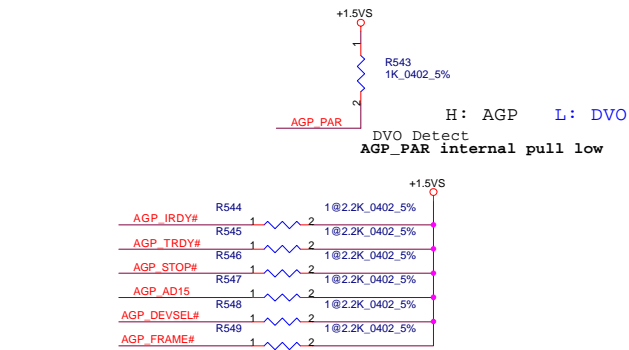 +1.5VS
1
R543
1K_0402_5%
2
AGP_PAR
H: AGP L: DVO
DVO Detect
AGP_PAR internal pull low
+1.5VS
R544 1@2.2K_0402_5%
AGP_IRDY# 1 2
R545 1@2.2K_0402_5%
AGP_TRDY# 1 2
R546 1@2.2K_0402_5%
AGP_STOP# 1 2
R547 1@2.2K_0402_5%
AGP_AD15 1 2
R548 1@2.2K_0402_5%
AGP_DEVSEL# 1 2
R549 1@2.2K_0402_5%
AGP_FRAME# 1 2